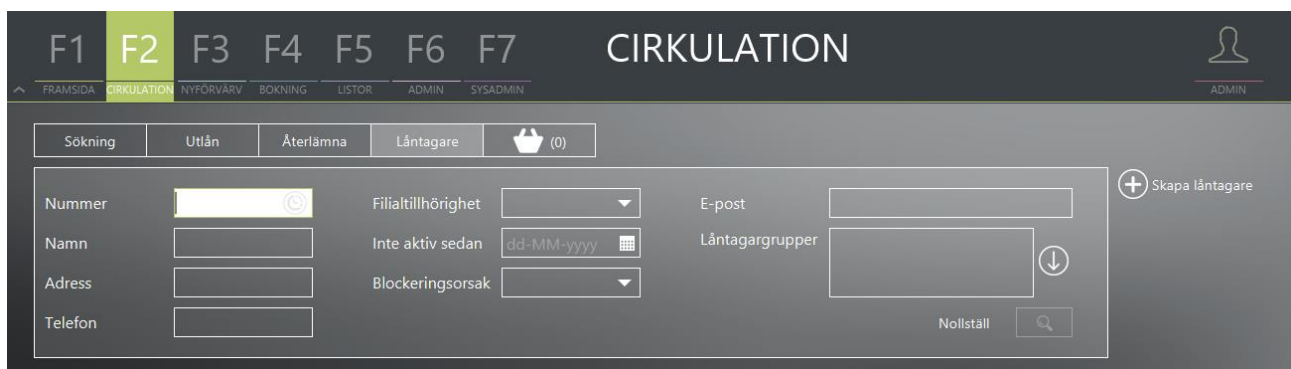 F1 F2 F3 F4 F5 F6 F7 CIRKULATION
FRAMSIDA CIRKULATION NYFÖRVÄRV BOKNING LISTOR ADMIN SYSADMIN ADMIN
Sökning Utlån Återlämna Låntagare (0)
Skapa låntagare
Nummer Filialtillhörighet E-post
Namn Inte aktiv sedan dd-MM-yyyy Låntagargrupper
Adress Blockeringsorsak
Telefon Nollställ